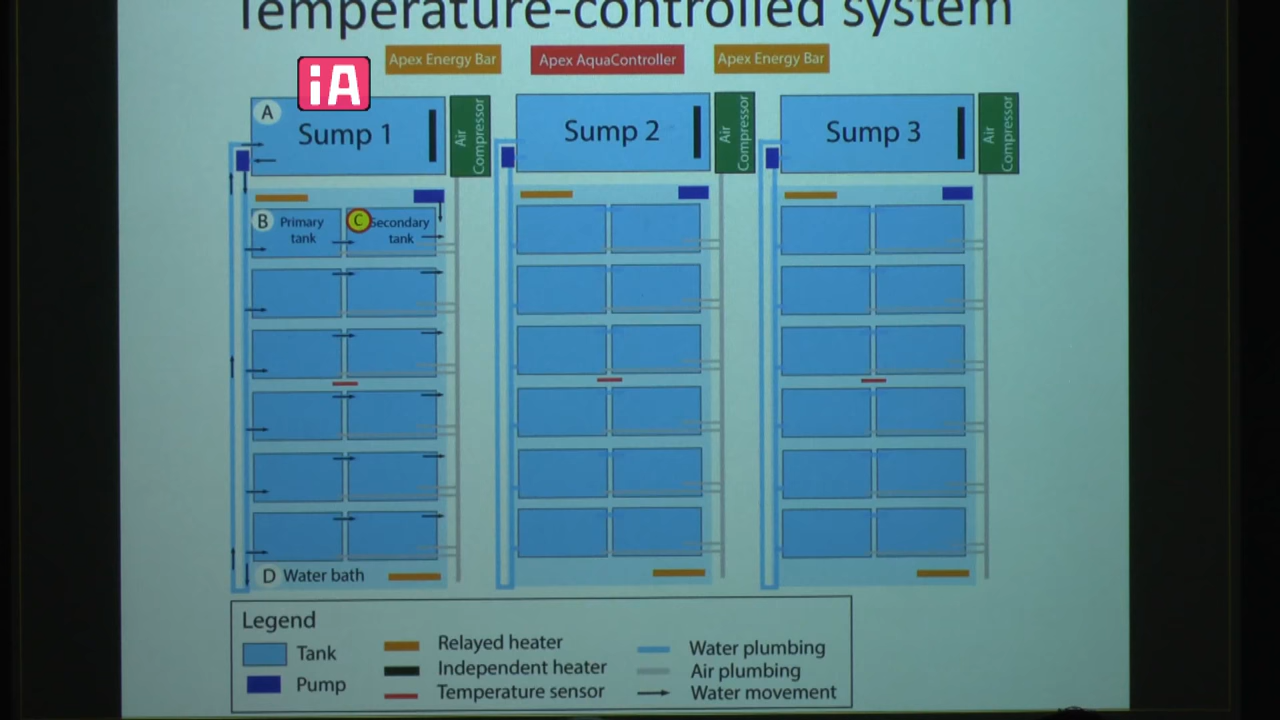 Temperature-controlled system
Apex Energy Bar
Apex AquaController
Apex Energy Bar
iA
A
Sump 1
Air Compressor
Sump 2
Air Compressor
Sump 3
Air Compressor
B Primary tank
C Secondary tank
D Water bath
Legend
Tank
Pump
Relayed heater
Independent heater
Temperature sensor
Water plumbing
Air plumbing
Water movement